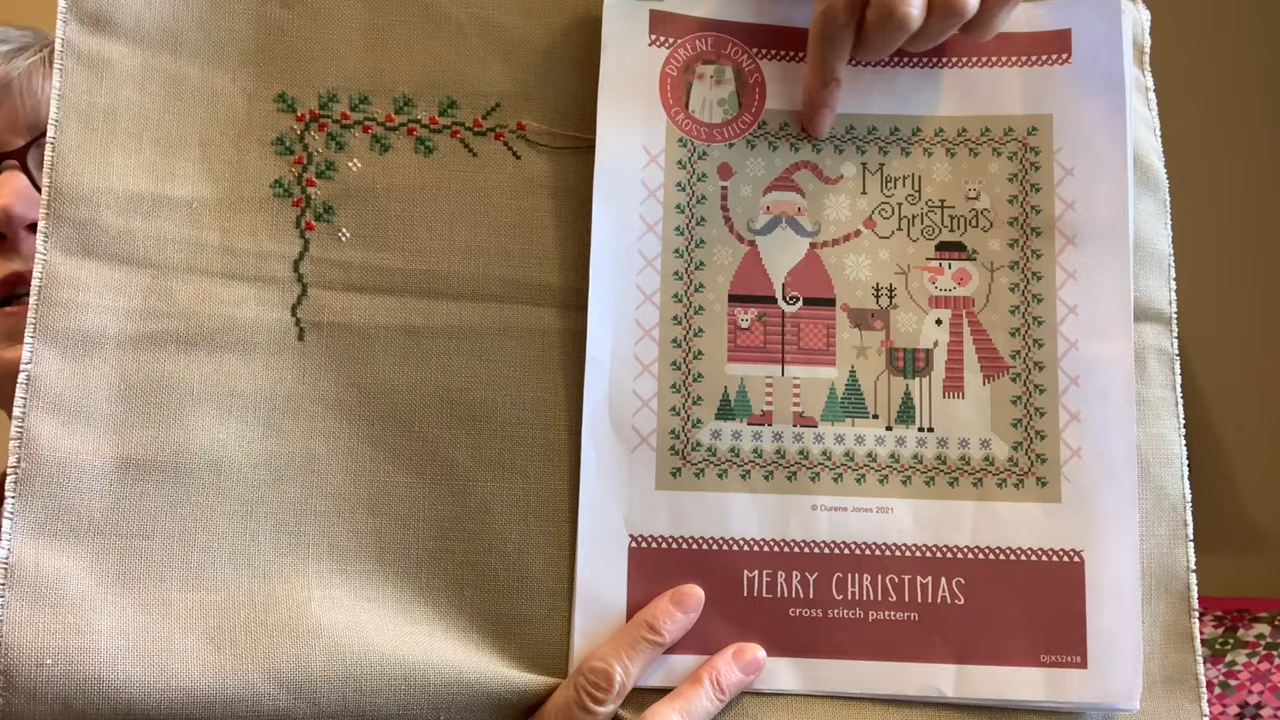 DURENE JONES
CROSS STITCH
Merry
Christmas
© Durene Jones 2021
MERRY CHRISTMAS
cross stitch pattern
DJXS2438